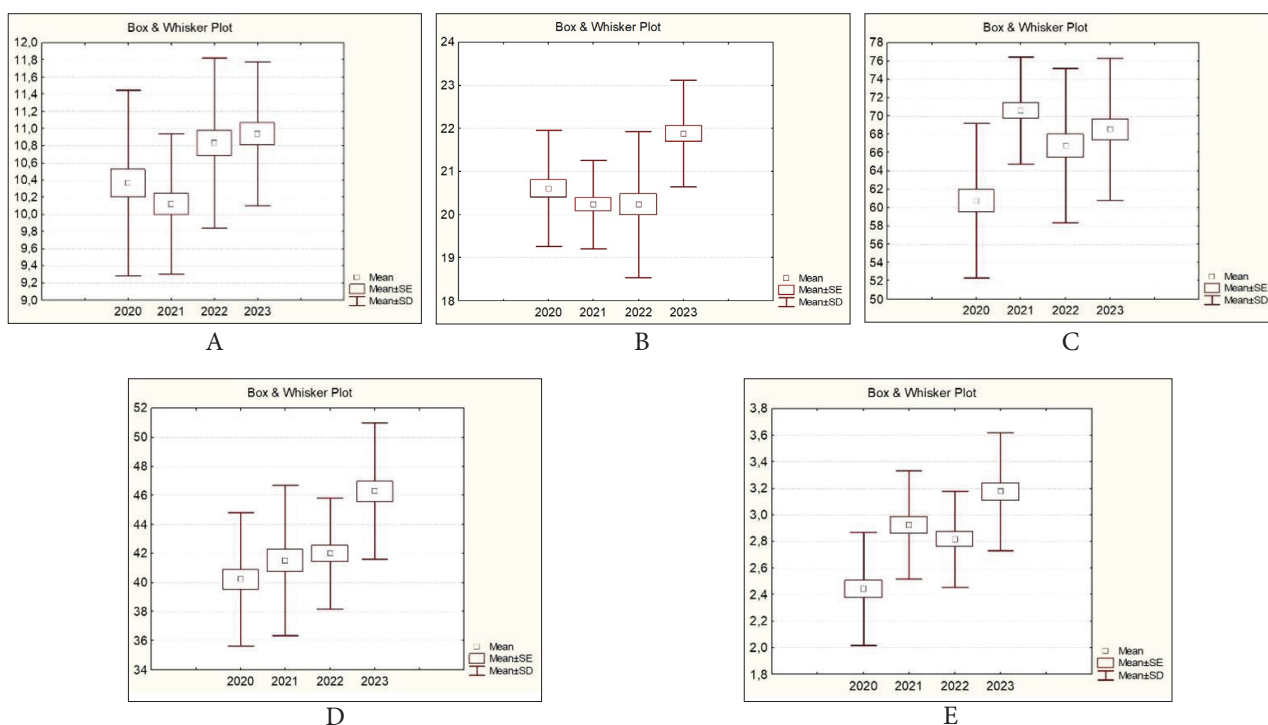 Box & Whisker Plot
12,0
11,8
11,6
11,4
11,2
11,0
10,8
10,6
10,4
10,2
10,0
9,8
9,6
9,4
9,2
9,0
2020 2021 2022 2023
Mean
Mean±SE
Mean±SD
A
Box & Whisker Plot
24
23
22
21
20
19
18
2020 2021 2022 2023
Mean
Mean±SE
Mean±SD
B
Box & Whisker Plot
78
76
74
72
70
68
66
64
62
60
58
56
54
52
50
2020 2021 2022 2023
Mean
Mean±SE
Mean±SD
C
Box & Whisker Plot
52
50
48
46
44
42
40
38
36
34
2020 2021 2022 2023
Mean
Mean±SE
Mean±SD
D
Box & Whisker Plot
3,8
3,6
3,4
3,2
3,0
2,8
2,6
2,4
2,2
2,0
1,8
2020 2021 2022 2023
Mean
Mean±SE
Mean±SD
E